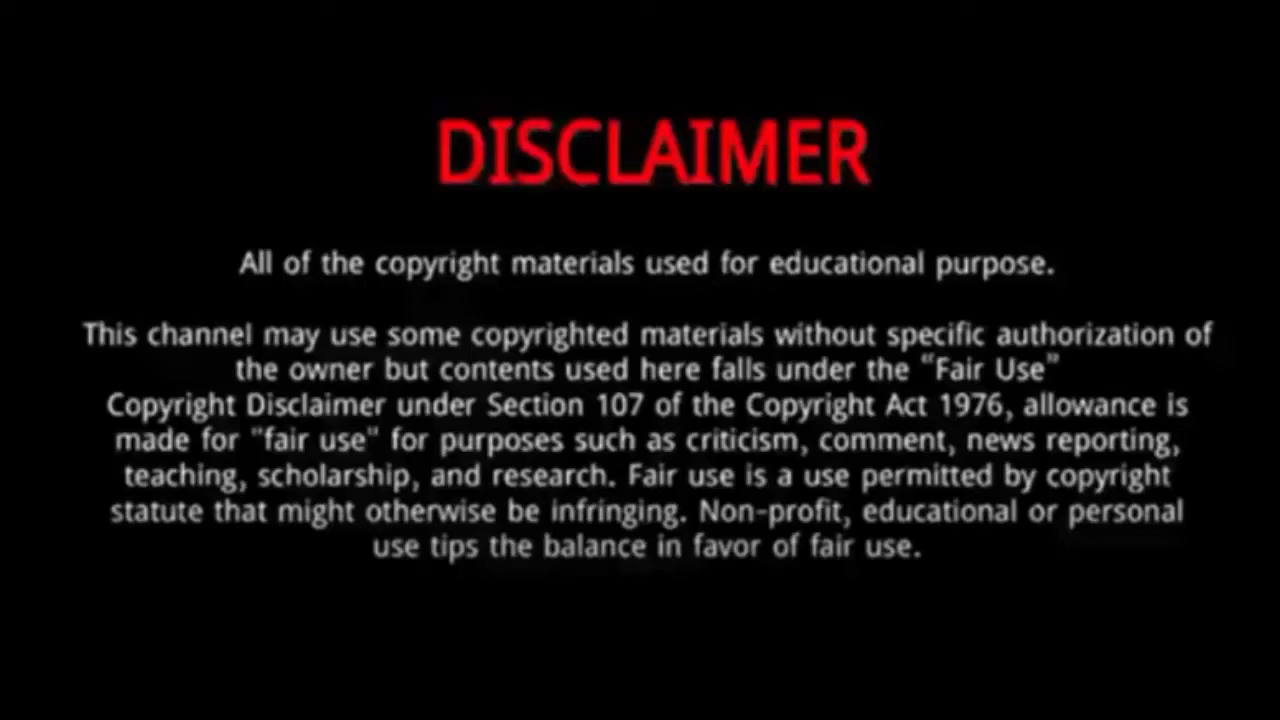 DISCLAIMER
All of the copyright materials used for educational purpose.
This channel may use some copyrighted materials without specific authorization of
the owner but contents used here falls under the “Fair Use”
Copyright Disclaimer under Section 107 of the Copyright Act 1976, allowance is
made for "fair use" for purposes such as criticism, comment, news reporting,
teaching, scholarship, and research. Fair use is a use permitted by copyright
statute that might otherwise be infringing. Non-profit, educational or personal
use tips the balance in favor of fair use.